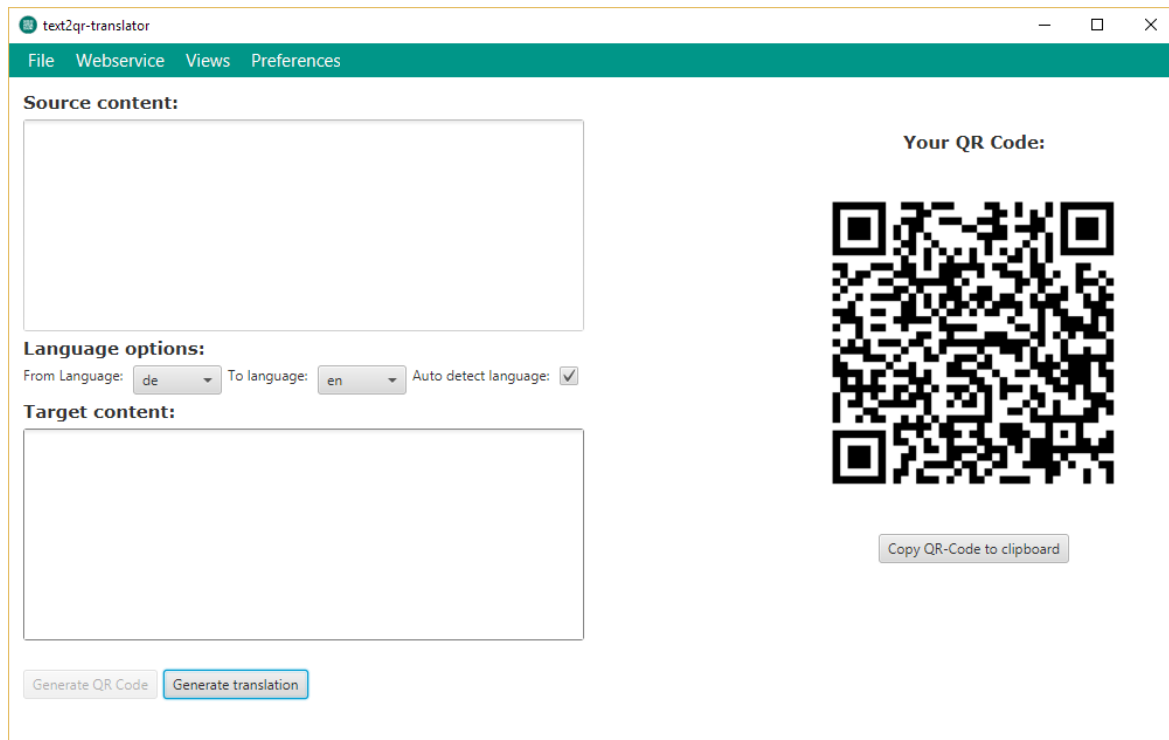 text2qr-translator
File Webservice Views Preferences
Source content:
Your QR Code:
Language options:
From Language: de To language: en Auto detect language:
Target content:
Copy QR-Code to clipboard
Generate QR Code Generate translation